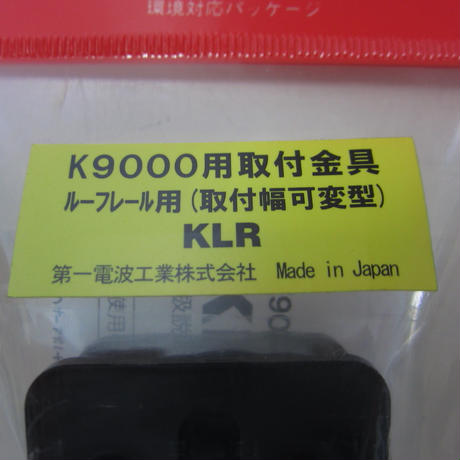 環境対応パッケージ
K9000用取付金具
ルーフレール用(取付幅可変型)
KLR
第一電波工業株式会社 Made in Japan